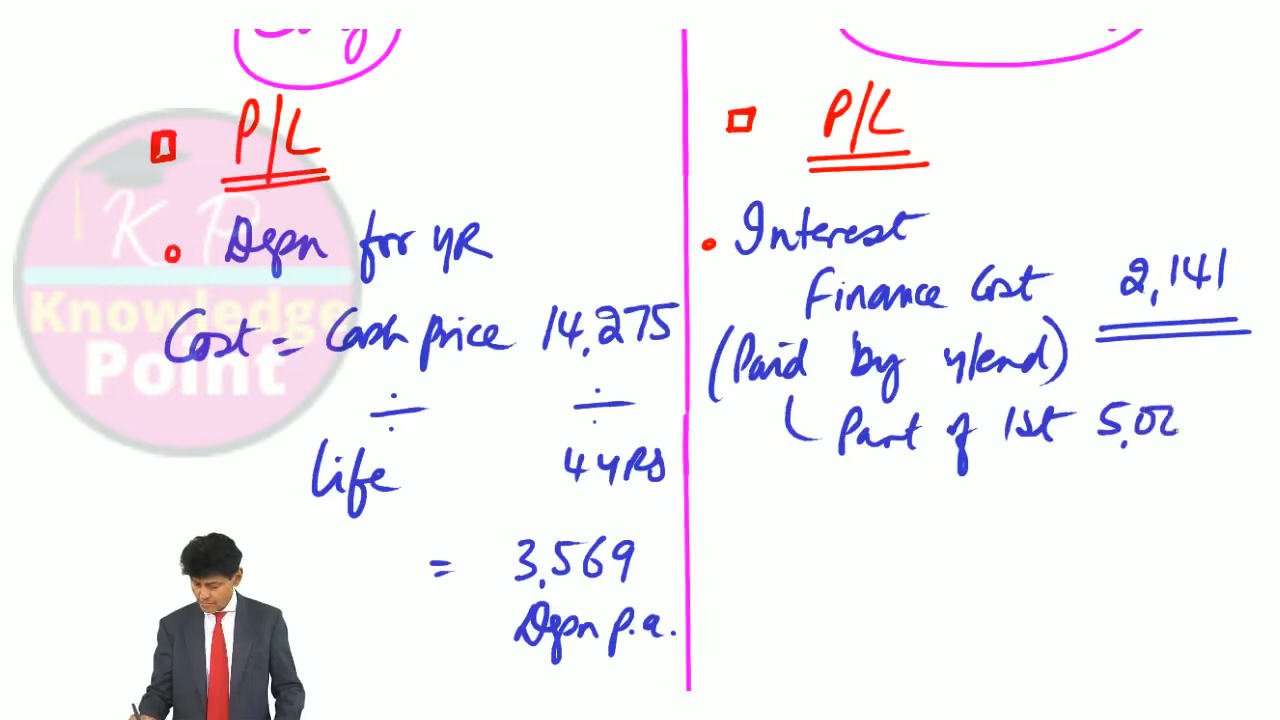 P/L
Depn for YR
Cost = Cash price 14,275
÷ ÷
Life 4 YRS
= 3,569
Depn p.a.
P/L
Interest
Finance Cost 2,141
(Paid by y/end)
Part of 1st 5,02
K P
Knowledge
Point